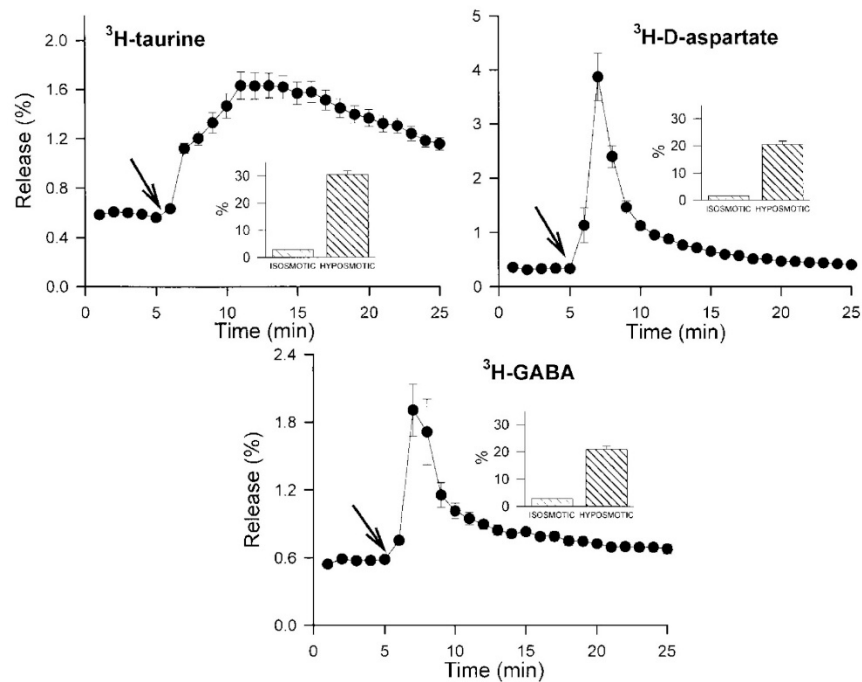 ³H-taurine
2.0
1.6
1.2
0.8
0.4
0.0
Release (%)
30
20
10
0
%
ISOSMOTIC HYPOSMOTIC
0 5 10 15 20 25
Time (min)
³H-D-aspartate
5
4
3
2
1
0
30
20
10
0
%
ISOSMOTIC HYPOSMOTIC
0 5 10 15 20 25
Time (min)
³H-GABA
2.4
1.8
1.2
0.6
0.0
Release (%)
30
20
10
0
%
ISOSMOTIC HYPOSMOTIC
0 5 10 15 20 25
Time (min)